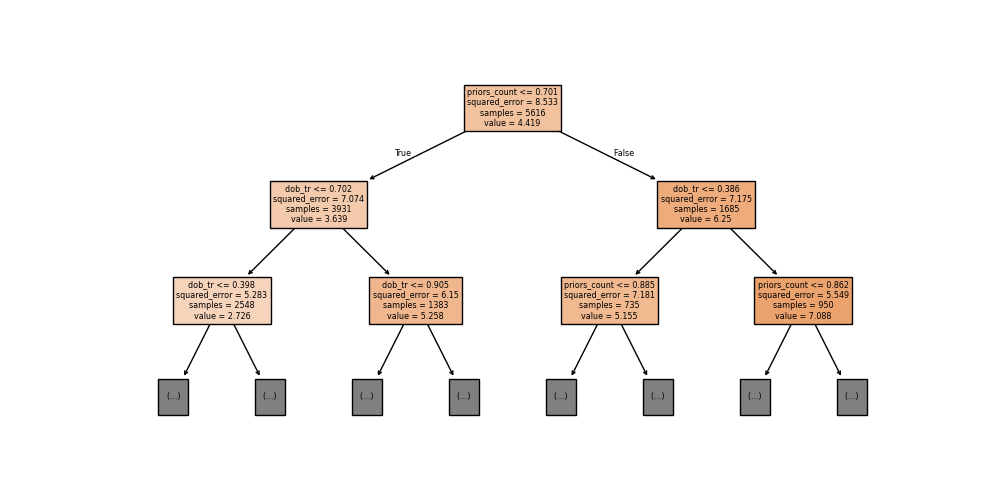 priors_count <= 0.701
squared_error = 8.533
samples = 5616
value = 4.419
True
False
dob_tr <= 0.702
squared_error = 7.074
samples = 3931
value = 3.639
dob_tr <= 0.386
squared_error = 7.175
samples = 1685
value = 6.25
dob_tr <= 0.398
squared_error = 5.283
samples = 2548
value = 2.726
dob_tr <= 0.905
squared_error = 6.15
samples = 1383
value = 5.258
priors_count <= 0.885
squared_error = 7.181
samples = 735
value = 5.155
priors_count <= 0.862
squared_error = 5.549
samples = 950
value = 7.088
(...)
(...)
(...)
(...)
(...)
(...)
(...)
(...)